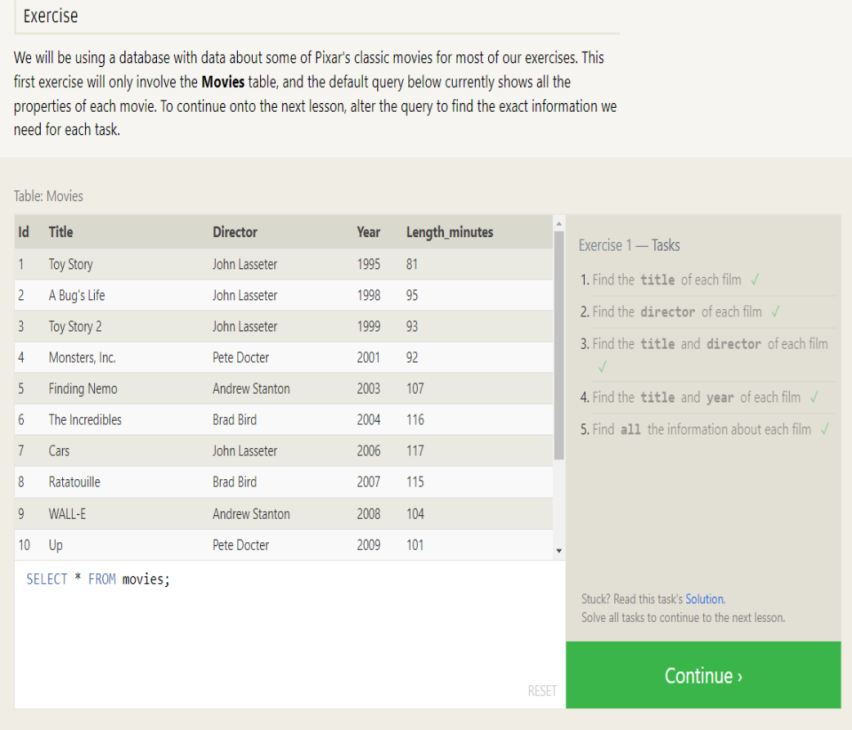 Exercise
We will be using a database with data about some of Pixar's classic movies for most of our exercises. This
first exercise will only involve the Movies table, and the default query below currently shows all the
properties of each movie. To continue onto the next lesson, alter the query to find the exact information we
need for each task.
Table: Movies
Id Title Director Year Length_minutes
1 Toy Story John Lasseter 1995 81
2 A Bug's Life John Lasseter 1998 95
3 Toy Story 2 John Lasseter 1999 93
4 Monsters, Inc. Pete Docter 2001 92
5 Finding Nemo Andrew Stanton 2003 107
6 The Incredibles Brad Bird 2004 116
7 Cars John Lasseter 2006 117
8 Ratatouille Brad Bird 2007 115
9 WALL-E Andrew Stanton 2008 104
10 Up Pete Docter 2009 101
SELECT * FROM movies;
RESET
Exercise 1 — Tasks
1. Find the title of each film ✓
2. Find the director of each film ✓
3. Find the title and director of each film
✓
4. Find the title and year of each film ✓
5. Find all the information about each film ✓
Stuck? Read this task's Solution.
Solve all tasks to continue to the next lesson.
Continue ›